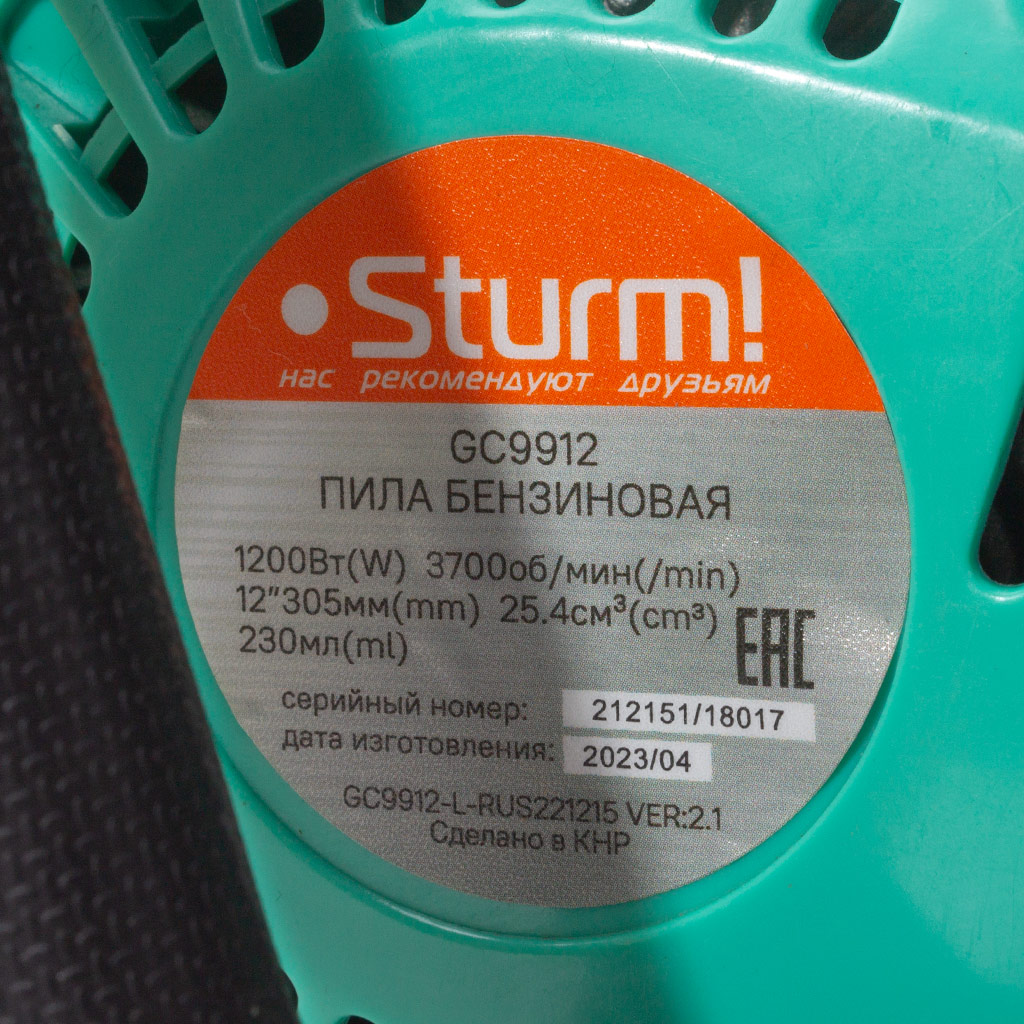 Sturm!
нас рекомендуют друзьям
GC9912
ПИЛА БЕНЗИНОВАЯ
1200Вт(W) 3700об/мин(/min)
12"305мм(mm) 25.4см³(cm³)
230мл(ml)
EAC
серийный номер: 212151/18017
дата изготовления: 2023/04
GC9912-L-RUS221215 VER:2.1
Сделано в КНР